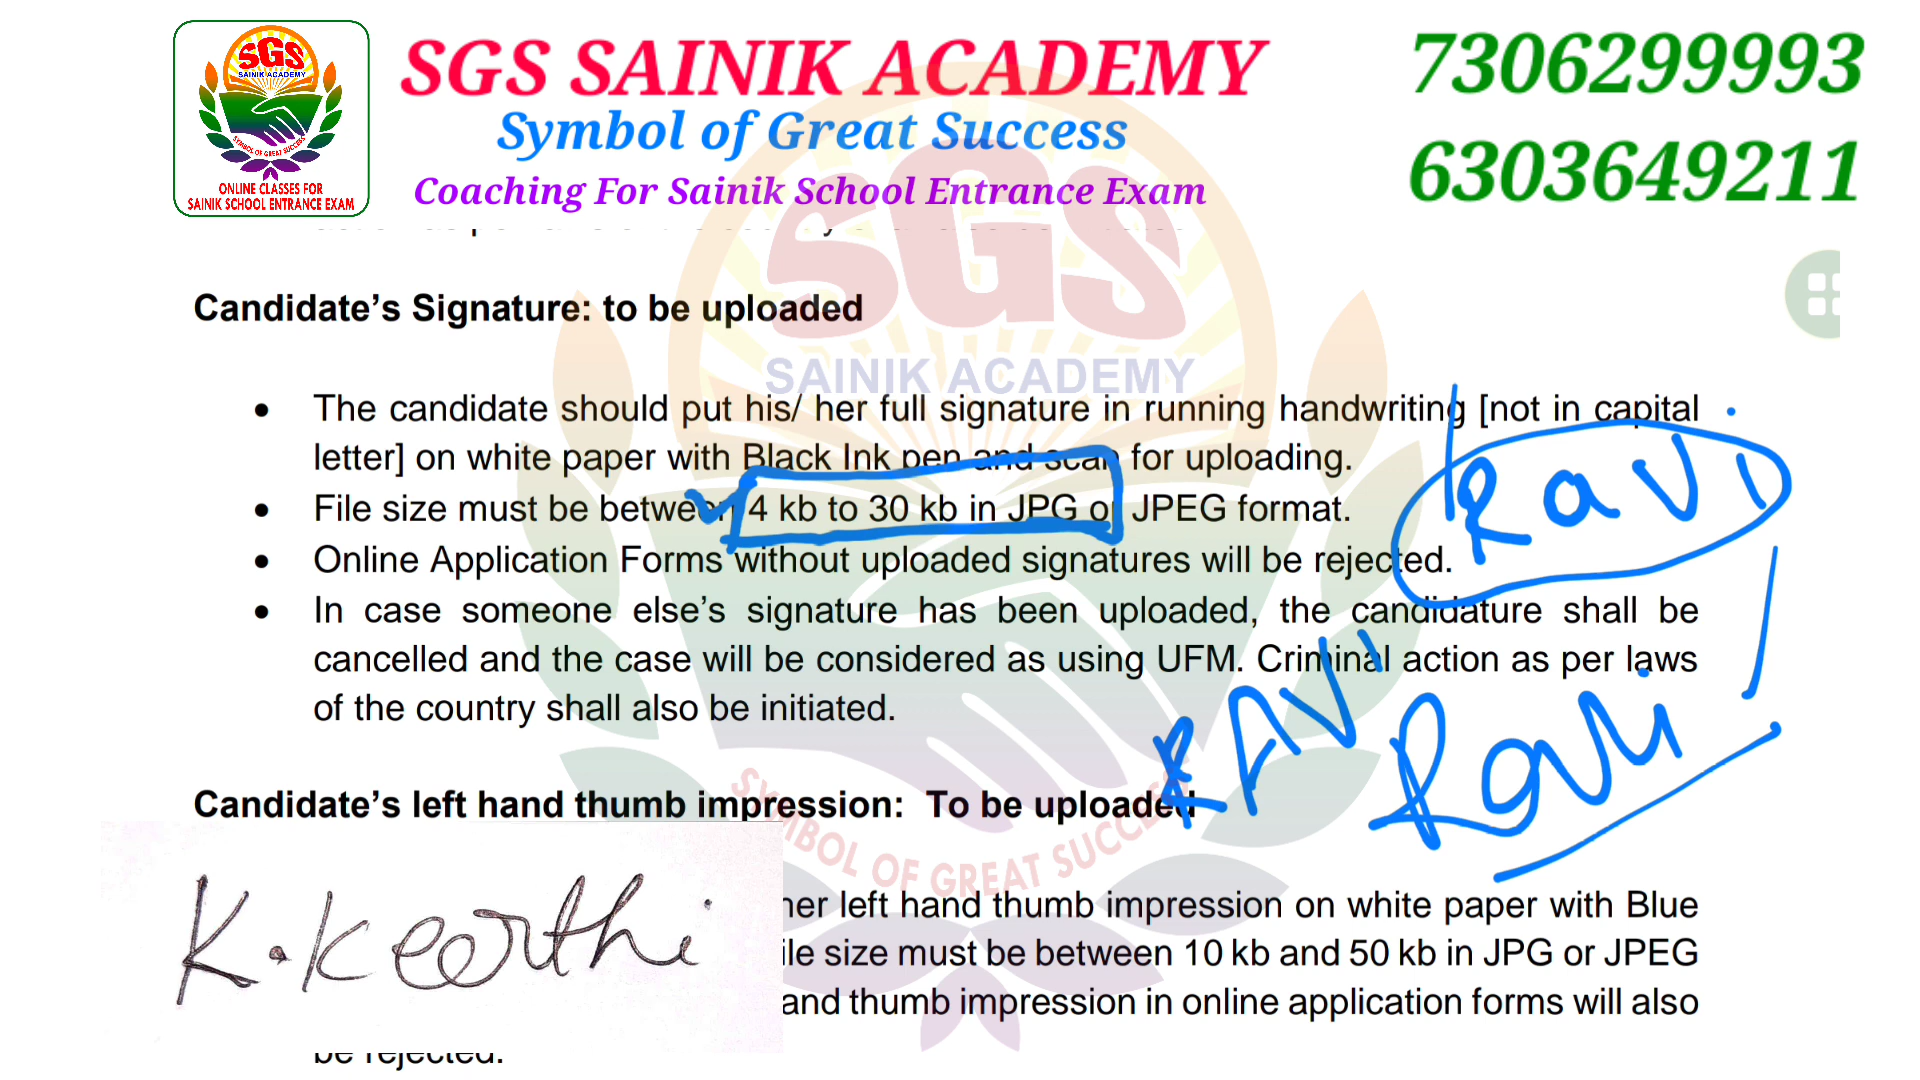 SGS
SAINIK ACADEMY
SYMBOL OF GREAT SUCCESS
ONLINE CLASSES FOR
SAINIK SCHOOL ENTRANCE EXAM
SGS SAINIK ACADEMY
Symbol of Great Success
Coaching For Sainik School Entrance Exam
7306299993
6303649211
SGS
SAINIK ACADEMY
SYMBOL OF GREAT SUCCESS
Candidate's Signature: to be uploaded
• The candidate should put his/ her full signature in running handwriting [not in capital
letter] on white paper with Black Ink pen and scan for uploading.
• File size must be between 4 kb to 30 kb in JPG or JPEG format.
• Online Application Forms without uploaded signatures will be rejected.
• In case someone else's signature has been uploaded, the candidature shall be
cancelled and the case will be considered as using UFM. Criminal action as per laws
of the country shall also be initiated.
RaVi
RAVI
Ravi
Candidate's left hand thumb impression: To be uploaded
K.Keerthi
her left hand thumb impression on white paper with Blue
ile size must be between 10 kb and 50 kb in JPG or JPEG
and thumb impression in online application forms will also
be rejected.